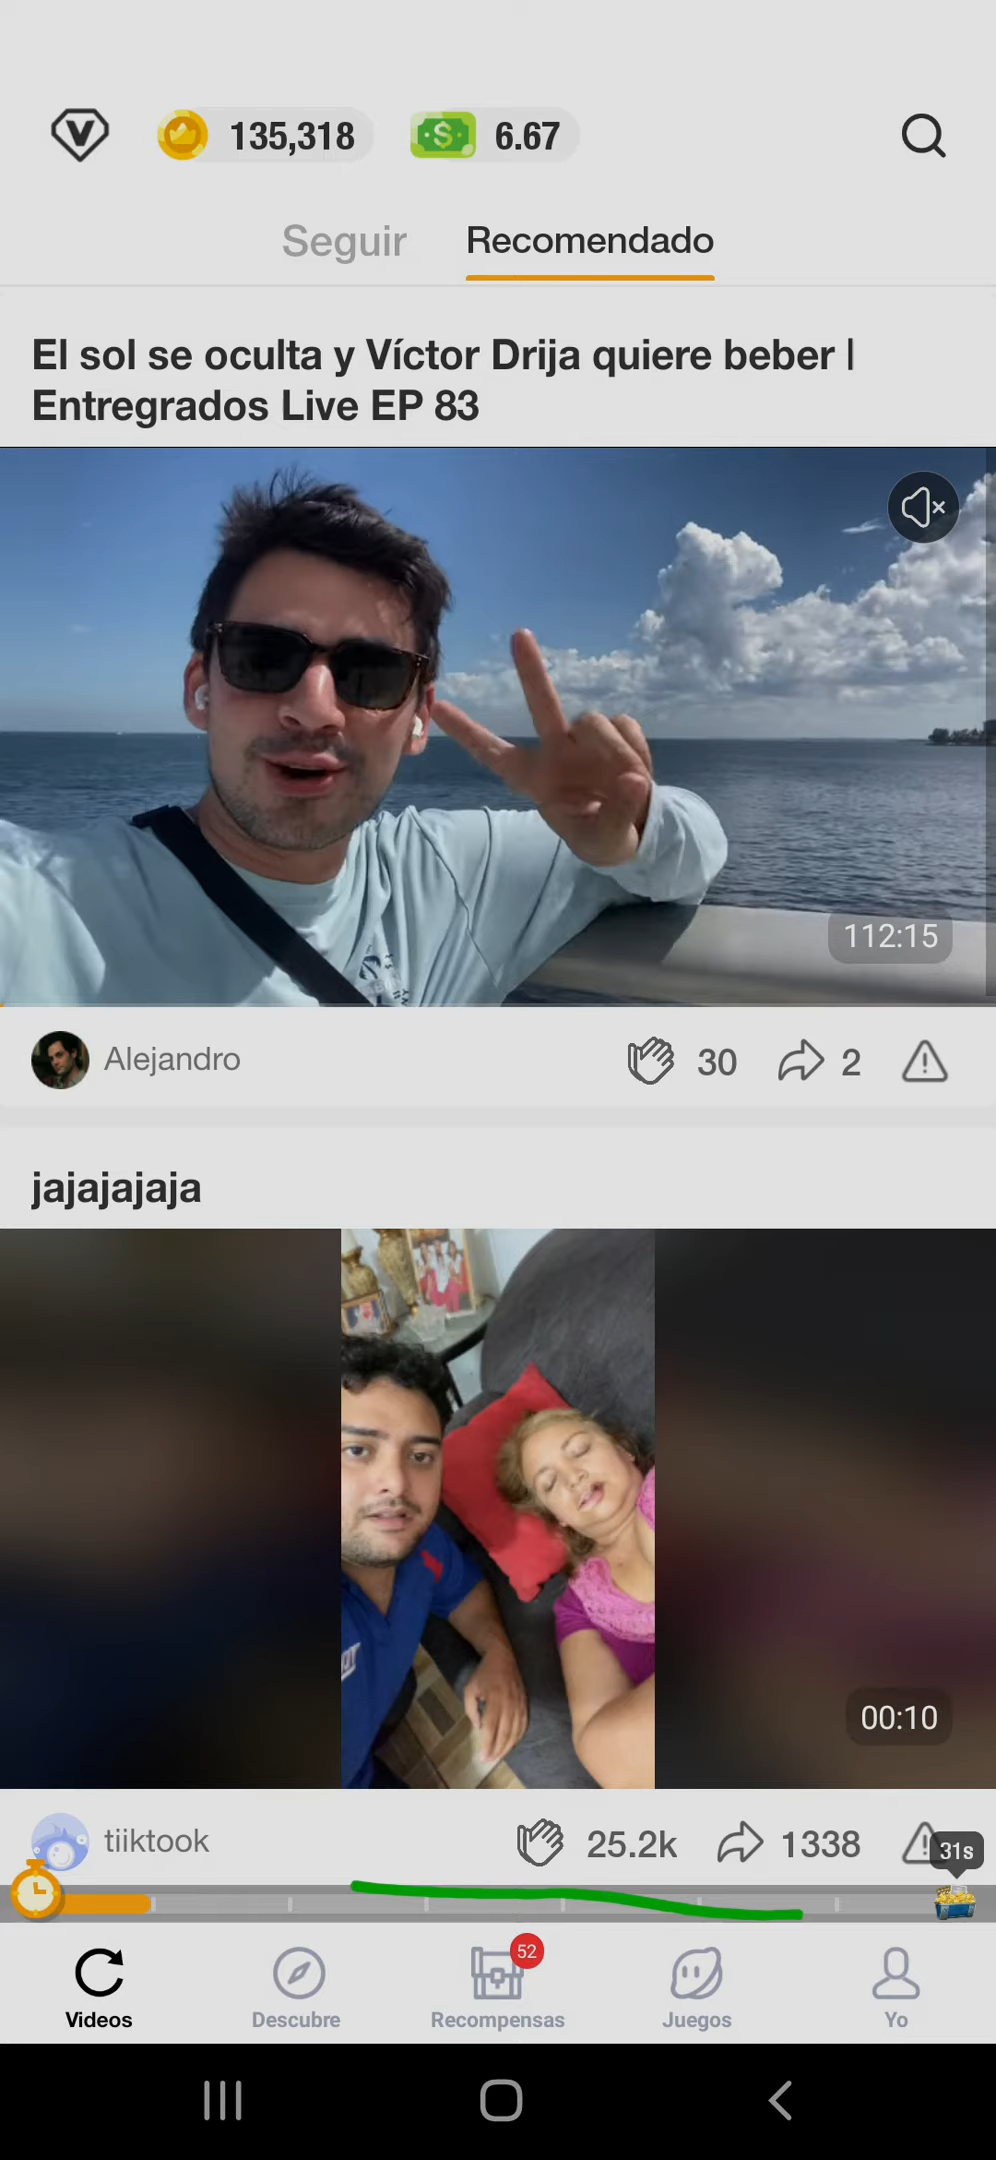 135,318
6.67
Seguir
Recomendado
El sol se oculta y Víctor Drija quiere beber |
Entregrados Live EP 83
112:15
Alejandro
30
2
jajajajaja
00:10
tiiktook
25.2k
1338
31s
52
Videos
Descubre
Recompensas
Juegos
Yo